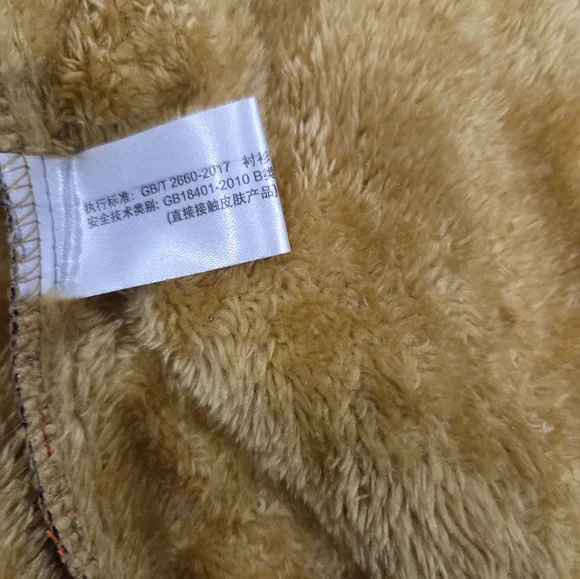 执行标准: GB/T 2660-2017 衬衫
安全技术类别: GB18401-2010 B类
(直接接触皮肤产品)